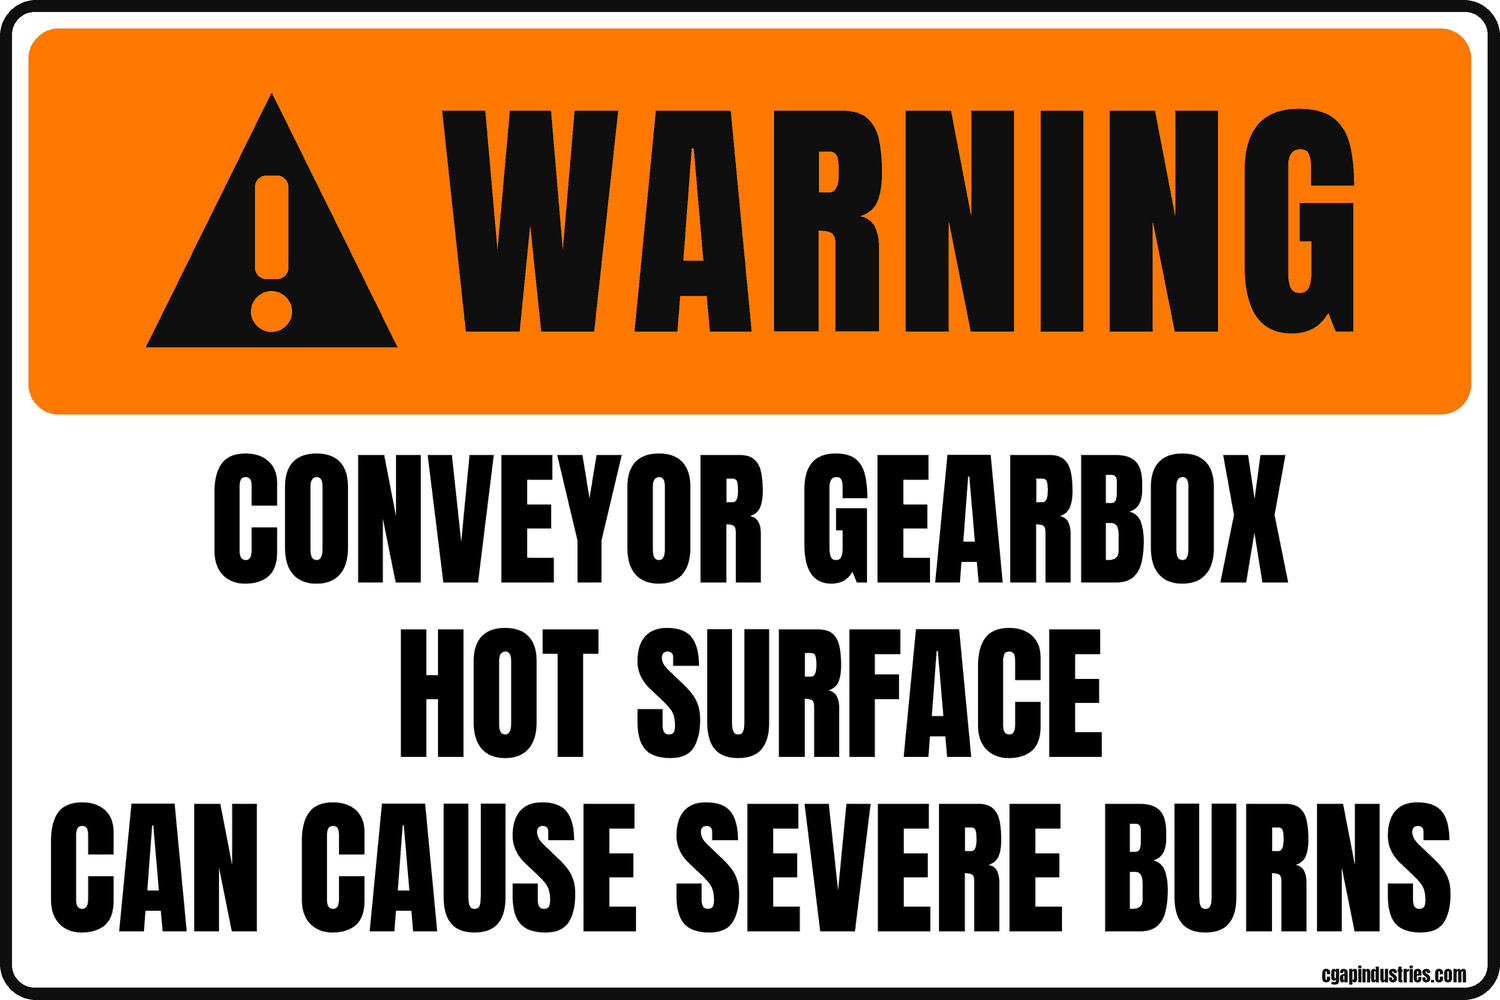 WARNING
CONVEYOR GEARBOX
HOT SURFACE
CAN CAUSE SEVERE BURNS
cgapindustries.com